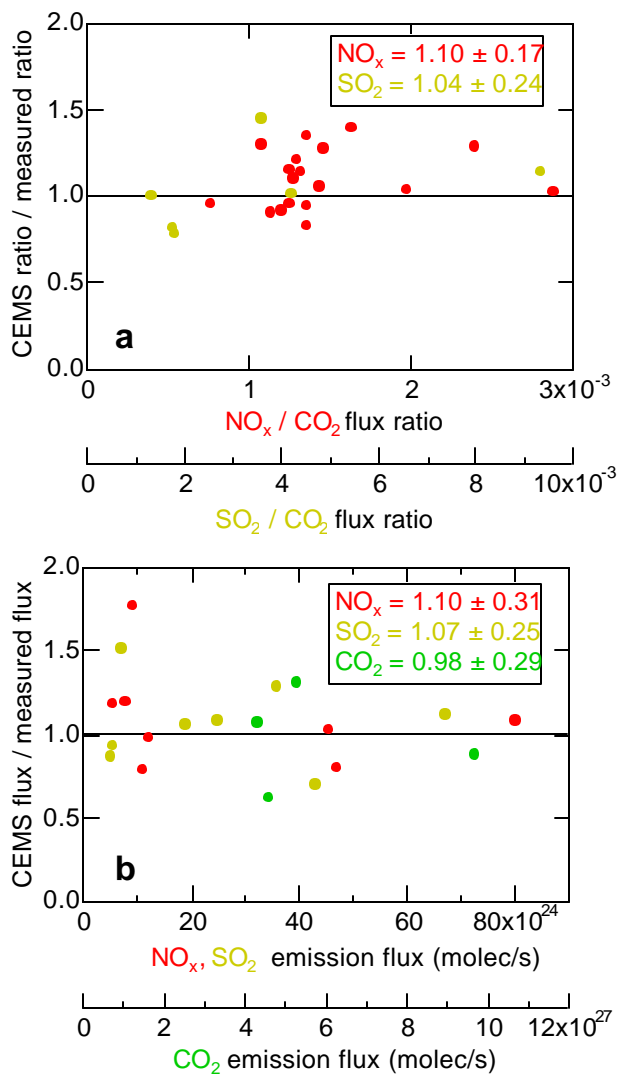 2.0
1.5
1.0
0.5
0.0
CEMS ratio / measured ratio
NOx = 1.10 ± 0.17
SO2 = 1.04 ± 0.24
a
0 1 2 3x10-3
NOx / CO2 flux ratio
0 2 4 6 8 10x10-3
SO2 / CO2 flux ratio
2.0
1.5
1.0
0.5
0.0
CEMS flux / measured flux
NOx = 1.10 ± 0.31
SO2 = 1.07 ± 0.25
CO2 = 0.98 ± 0.29
b
0 20 40 60 80x1024
NOx, SO2 emission flux (molec/s)
0 2 4 6 8 10 12x1027
CO2 emission flux (molec/s)